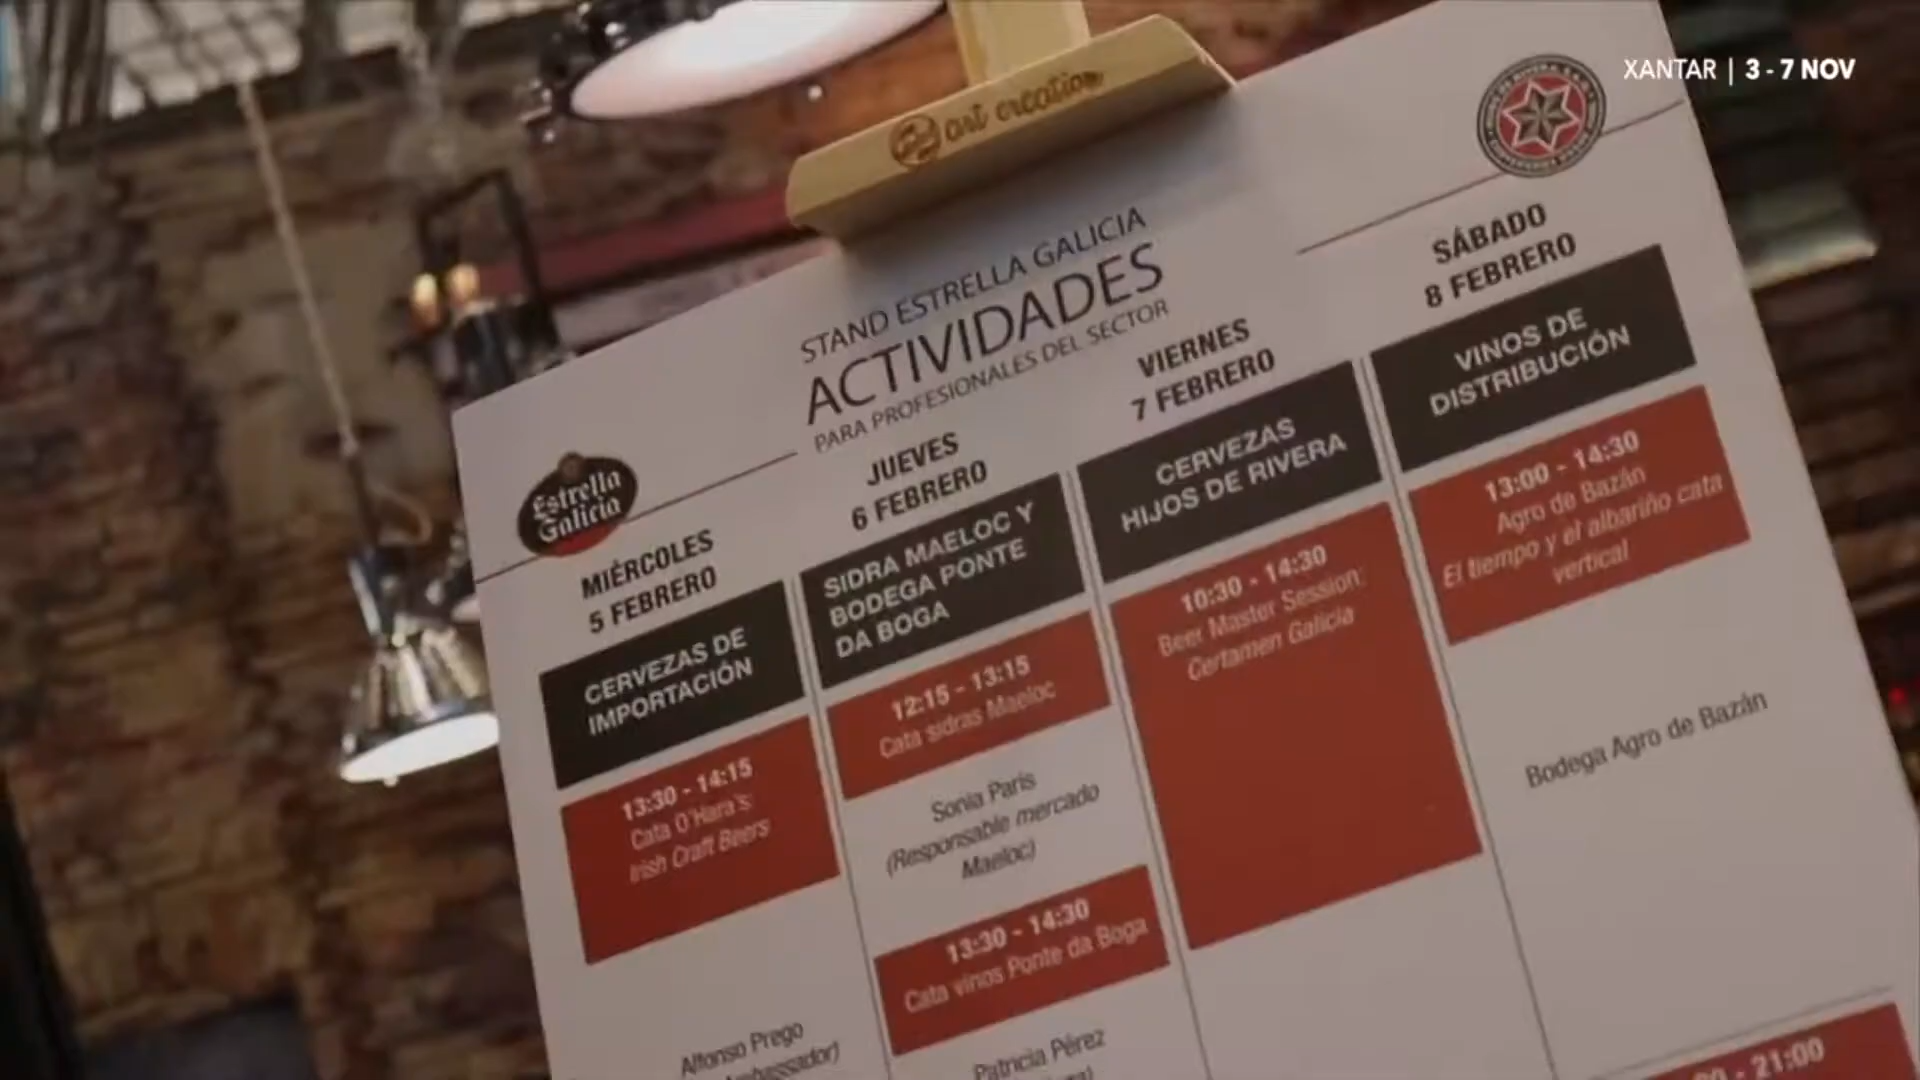 XANTAR | 3 - 7 NOV
art creation
STAND ESTRELLA GALICIA
ACTIVIDADES
PARA PROFESIONALES DEL SECTOR
Estrella
Galicia
MIÉRCOLES
5 FEBRERO
CERVEZAS DE
IMPORTACIÓN
13:30 - 14:15
Cata O'Hara's:
Irish Craft Beers
Alfonso Prego
JUEVES
6 FEBRERO
SIDRA MAELOC Y
BODEGA PONTE
DA BOGA
12:15 - 13:15
Cata sidras Maeloc
Sonia Paris
(Responsable mercado
Maeloc)
13:30 - 14:30
Cata vinos Ponte da Boga
Patricia Pérez
VIERNES
7 FEBRERO
CERVEZAS
HIJOS DE RIVERA
10:30 - 14:30
Beer Master Session:
Certamen Galicia
SÁBADO
8 FEBRERO
VINOS DE
DISTRIBUCIÓN
13:00 - 14:30
Agro de Bazán
El tiempo y el albariño cata
vertical
Bodega Agro de Bazán
- 21:00